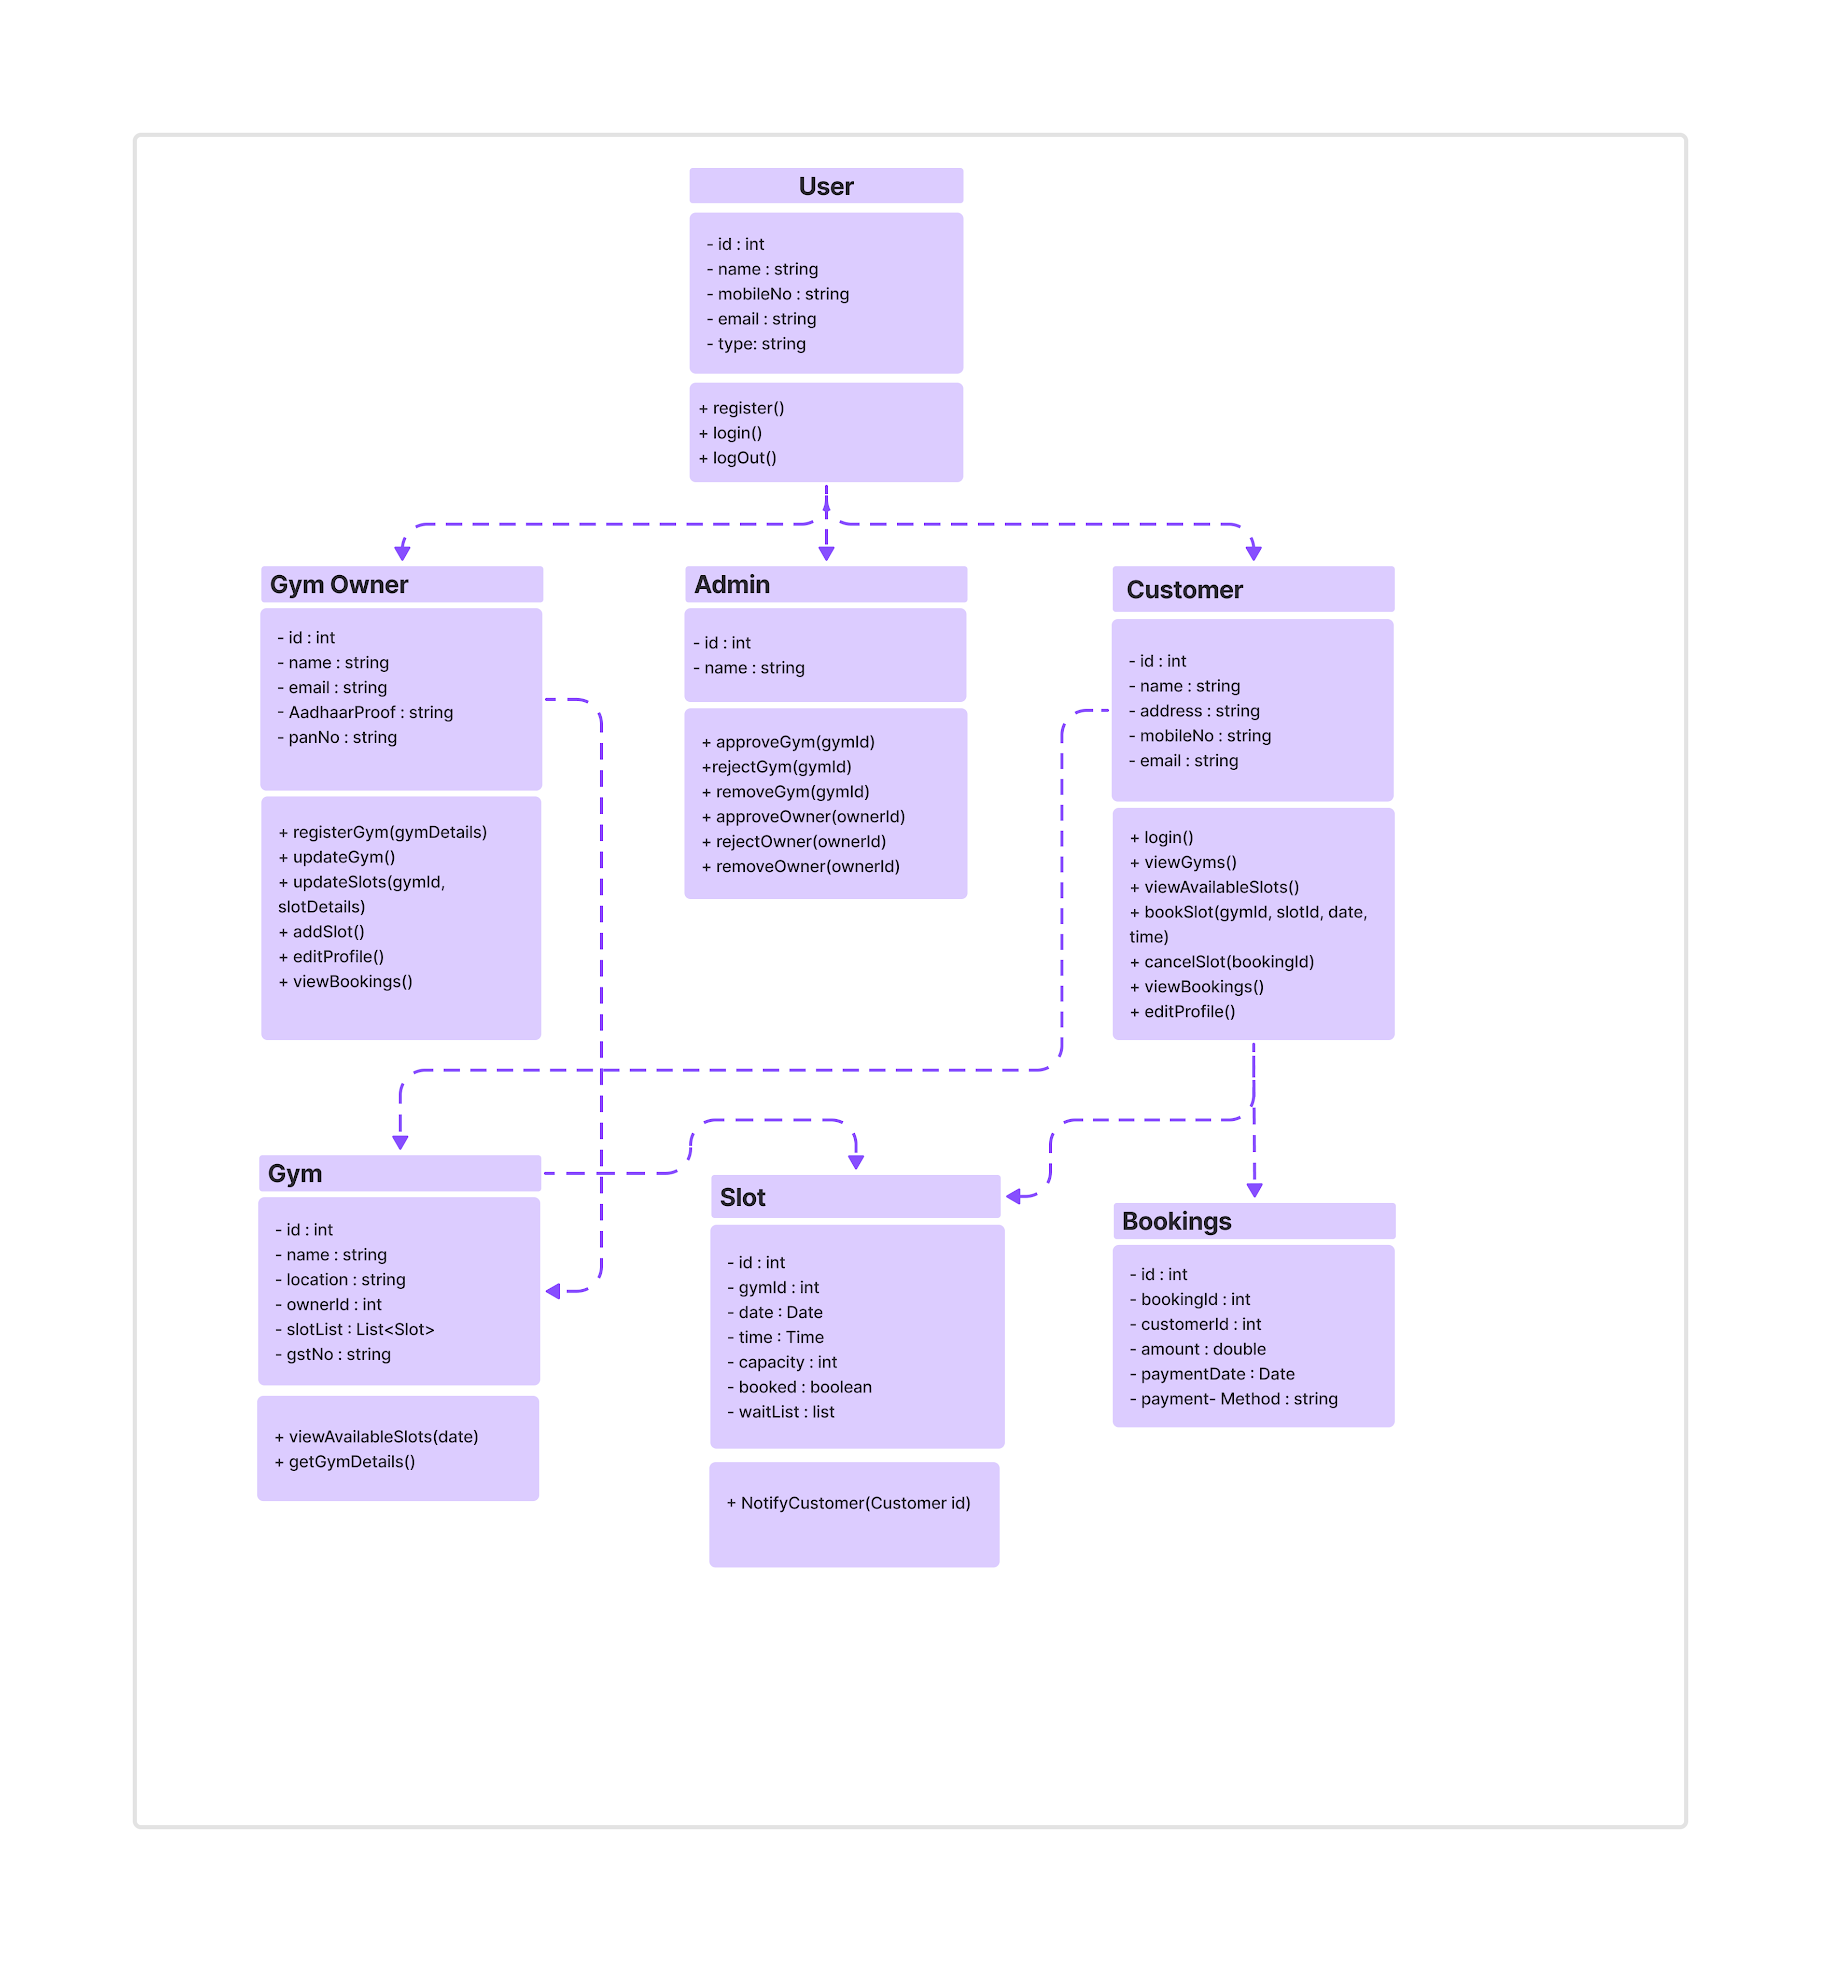 User
- id : int
- name : string
- mobileNo : string
- email : string
- type: string
+ register()
+ login()
+ logOut()
Gym Owner
- id : int
- name : string
- email : string
- AadhaarProof : string
- panNo : string
+ registerGym(gymDetails)
+ updateGym()
+ updateSlots(gymId,
slotDetails)
+ addSlot()
+ editProfile()
+ viewBookings()
Admin
- id : int
- name : string
+ approveGym(gymId)
+rejectGym(gymId)
+ removeGym(gymId)
+ approveOwner(ownerId)
+ rejectOwner(ownerId)
+ removeOwner(ownerId)
Customer
- id : int
- name : string
- address : string
- mobileNo : string
- email : string
+ login()
+ viewGyms()
+ viewAvailableSlots()
+ bookSlot(gymId, slotId, date,
time)
+ cancelSlot(bookingId)
+ viewBookings()
+ editProfile()
Gym
- id : int
- name : string
- location : string
- ownerId : int
- slotList : List<Slot>
- gstNo : string
+ viewAvailableSlots(date)
+ getGymDetails()
Slot
- id : int
- gymId : int
- date : Date
- time : Time
- capacity : int
- booked : boolean
- waitList : list
+ NotifyCustomer(Customer id)
Bookings
- id : int
- bookingId : int
- customerId : int
- amount : double
- paymentDate : Date
- payment- Method : string